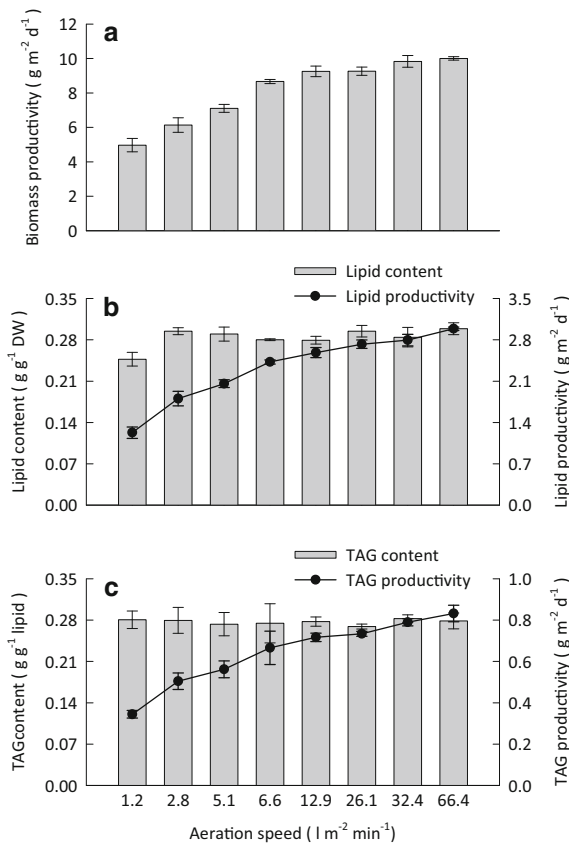 a
Biomass productivity ( g m⁻² d⁻¹)
12
10
8
6
4
2
0
b
Lipid content
Lipid productivity
Lipid content ( g g⁻¹ DW)
0.35
0.28
0.21
0.14
0.07
0.00
3.5
2.8
2.1
1.4
0.7
0.0
Lipid productivity ( g m⁻² d⁻¹)
c
TAG content
TAG productivity
TAGcontent ( g g⁻¹ lipid)
0.35
0.28
0.21
0.14
0.07
0.00
1.0
0.8
0.6
0.4
0.2
0.0
TAG productivity ( g m⁻² d⁻¹)
1.2 2.8 5.1 6.6 12.9 26.1 32.4 66.4
Aeration speed ( l m⁻² min⁻¹)